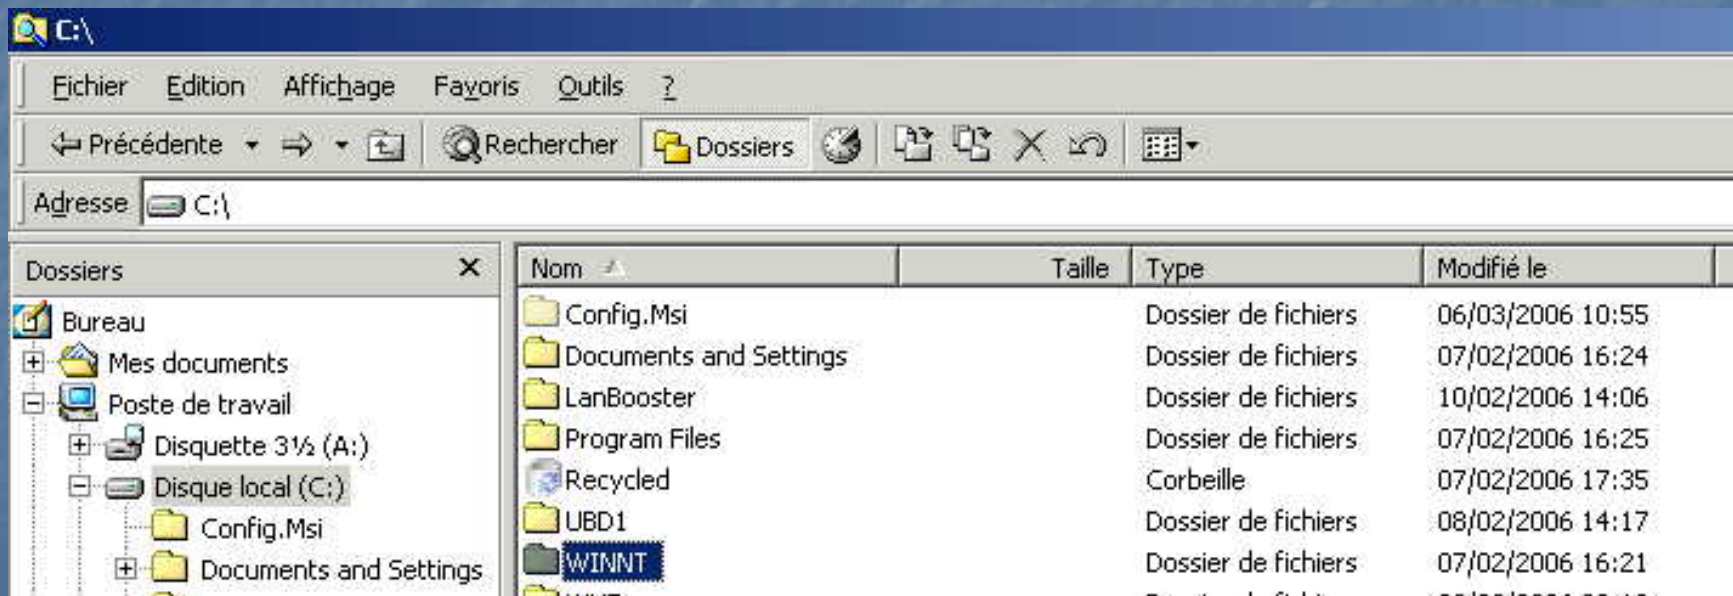 C:\
Fichier Edition Affichage Favoris Outils ?
Précédente Rechercher Dossiers
Adresse C:\
Dossiers
Bureau
Mes documents
Poste de travail
Disquette 3½ (A:)
Disque local (C:)
Config.Msi
Documents and Settings
Nom Taille Type Modifié le
Config.Msi Dossier de fichiers 06/03/2006 10:55
Documents and Settings Dossier de fichiers 07/02/2006 16:24
LanBooster Dossier de fichiers 10/02/2006 14:06
Program Files Dossier de fichiers 07/02/2006 16:25
Recycled Corbeille 07/02/2006 17:35
UBD1 Dossier de fichiers 08/02/2006 14:17
WINNT Dossier de fichiers 07/02/2006 16:21